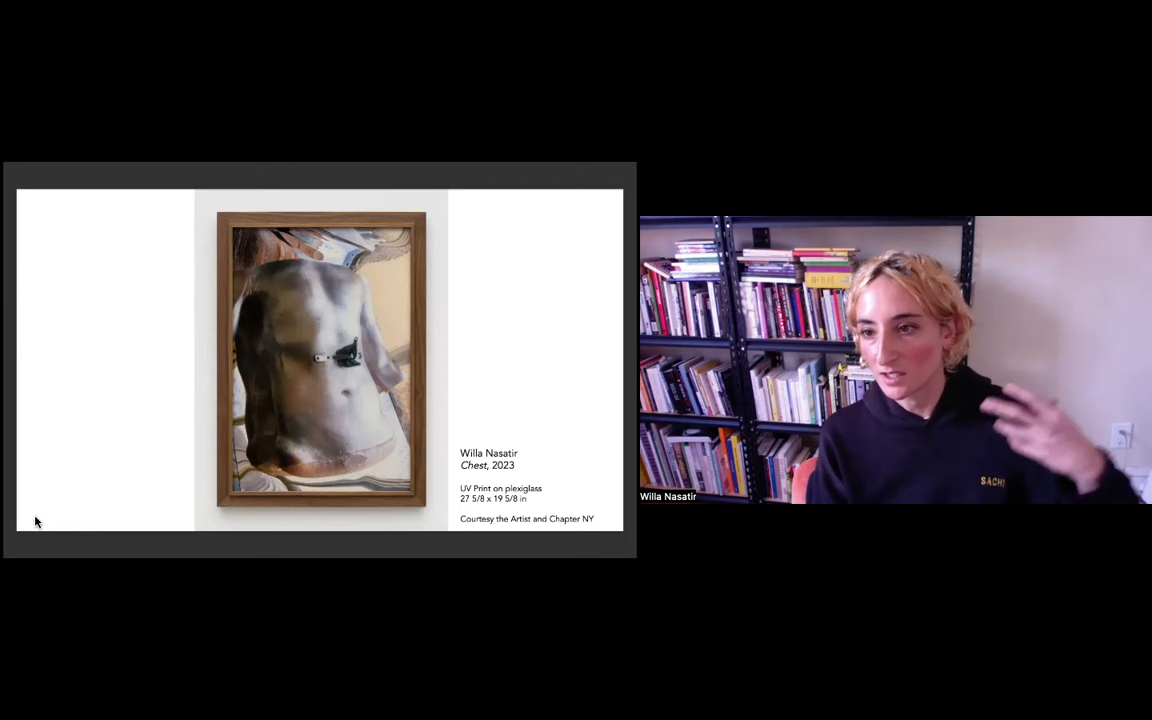 Willa Nasatir
Chest, 2023
UV Print on plexiglass
27 5/8 x 19 5/8 in
Courtesy the Artist and Chapter NY
SACHI
Willa Nasatir